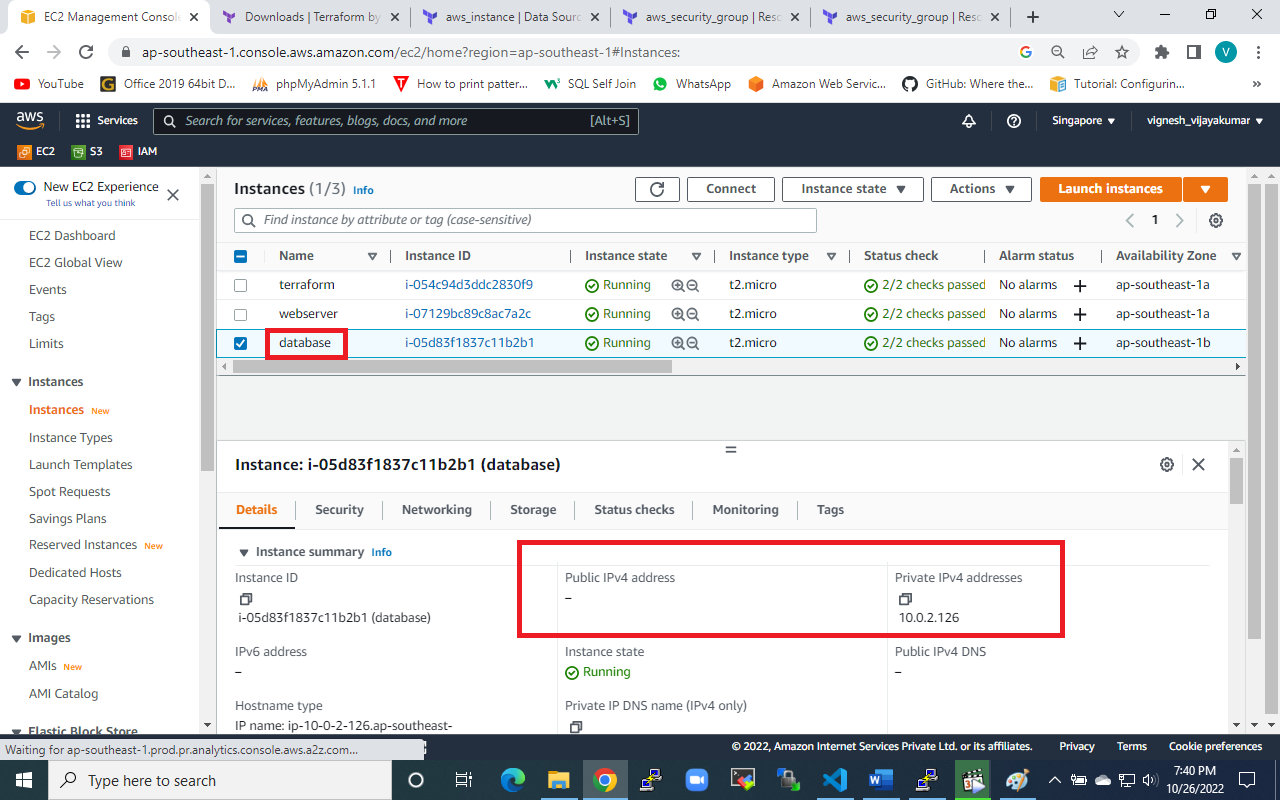 EC2 Management Console
Downloads | Terraform by
aws_instance | Data Sourc
aws_security_group | Reso
aws_security_group | Reso
ap-southeast-1.console.aws.amazon.com/ec2/home?region=ap-southeast-1#Instances:
V
YouTube
Office 2019 64bit D...
phpMyAdmin 5.1.1
How to print patter...
SQL Self Join
WhatsApp
Amazon Web Servic...
GitHub: Where the...
Tutorial: Configurin...
»
aws
Services
Search for services, features, blogs, docs, and more
[Alt+S]
Singapore ▼
vignesh_vijayakumar ▼
EC2
S3
IAM
New EC2 Experience
Tell us what you think
EC2 Dashboard
EC2 Global View
Events
Tags
Limits
Instances
Instances New
Instance Types
Launch Templates
Spot Requests
Savings Plans
Reserved Instances New
Dedicated Hosts
Capacity Reservations
Images
AMIs New
AMI Catalog
Elastic Block Store
Instances (1/3) Info
Connect
Instance state ▼
Actions ▼
Launch instances
Find instance by attribute or tag (case-sensitive)
1
Name Instance ID Instance state Instance type Status check Alarm status Availability Zone
terraform i-054c94d3ddc2830f9 Running t2.micro 2/2 checks passed No alarms + ap-southeast-1a
webserver i-07129bc89c8ac7a2c Running t2.micro 2/2 checks passed No alarms + ap-southeast-1a
database i-05d83f1837c11b2b1 Running t2.micro 2/2 checks passed No alarms + ap-southeast-1b
Instance: i-05d83f1837c11b2b1 (database)
Details Security Networking Storage Status checks Monitoring Tags
Instance summary Info
Instance ID
i-05d83f1837c11b2b1 (database)
Public IPv4 address
–
Private IPv4 addresses
10.0.2.126
IPv6 address
–
Instance state
Running
Public IPv4 DNS
–
Hostname type
IP name: ip-10-0-2-126.ap-southeast-
Private IP DNS name (IPv4 only)
Waiting for ap-southeast-1.prod.pr.analytics.console.aws.a2z.com...
© 2022, Amazon Internet Services Private Ltd. or its affiliates.
Privacy
Terms
Cookie preferences
Type here to search
7:40 PM
10/26/2022